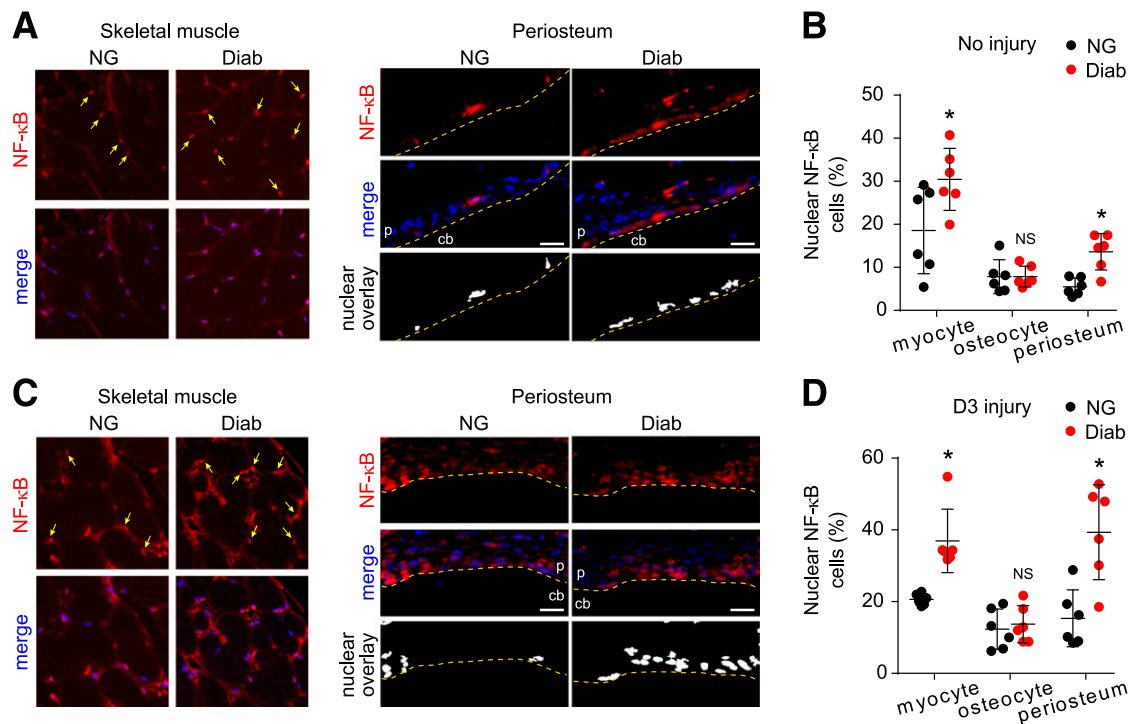 A
Skeletal muscle
NG
Diab
NF-κB
merge
Periosteum
NG
Diab
NF-κB
merge
p
cb
p
cb
nuclear
overlay
B
No injury
NG
Diab
Nuclear NF-κB
cells (%)
50
40
30
20
10
0
*
NS
*
myocyte
osteocyte
periosteum
C
Skeletal muscle
NG
Diab
NF-κB
merge
Periosteum
NG
Diab
NF-κB
merge
p
cb
p
cb
nuclear
overlay
D
D3 injury
NG
Diab
Nuclear NF-κB
cells (%)
60
40
20
0
*
NS
*
myocyte
osteocyte
periosteum